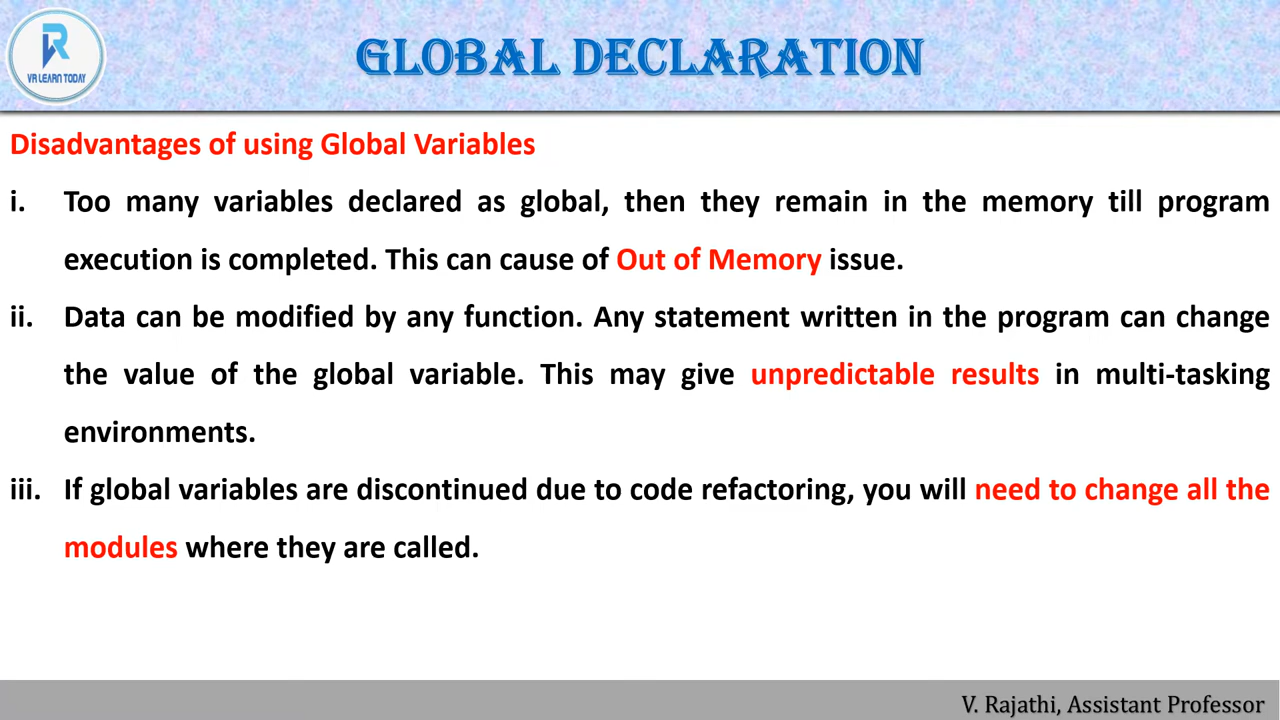 VR LEARN TODAY
GLOBAL DECLARATION
Disadvantages of using Global Variables
i. Too many variables declared as global, then they remain in the memory till program
execution is completed. This can cause of Out of Memory issue.
ii. Data can be modified by any function. Any statement written in the program can change
the value of the global variable. This may give unpredictable results in multi-tasking
environments.
iii. If global variables are discontinued due to code refactoring, you will need to change all the
modules where they are called.
V. Rajathi, Assistant Professor